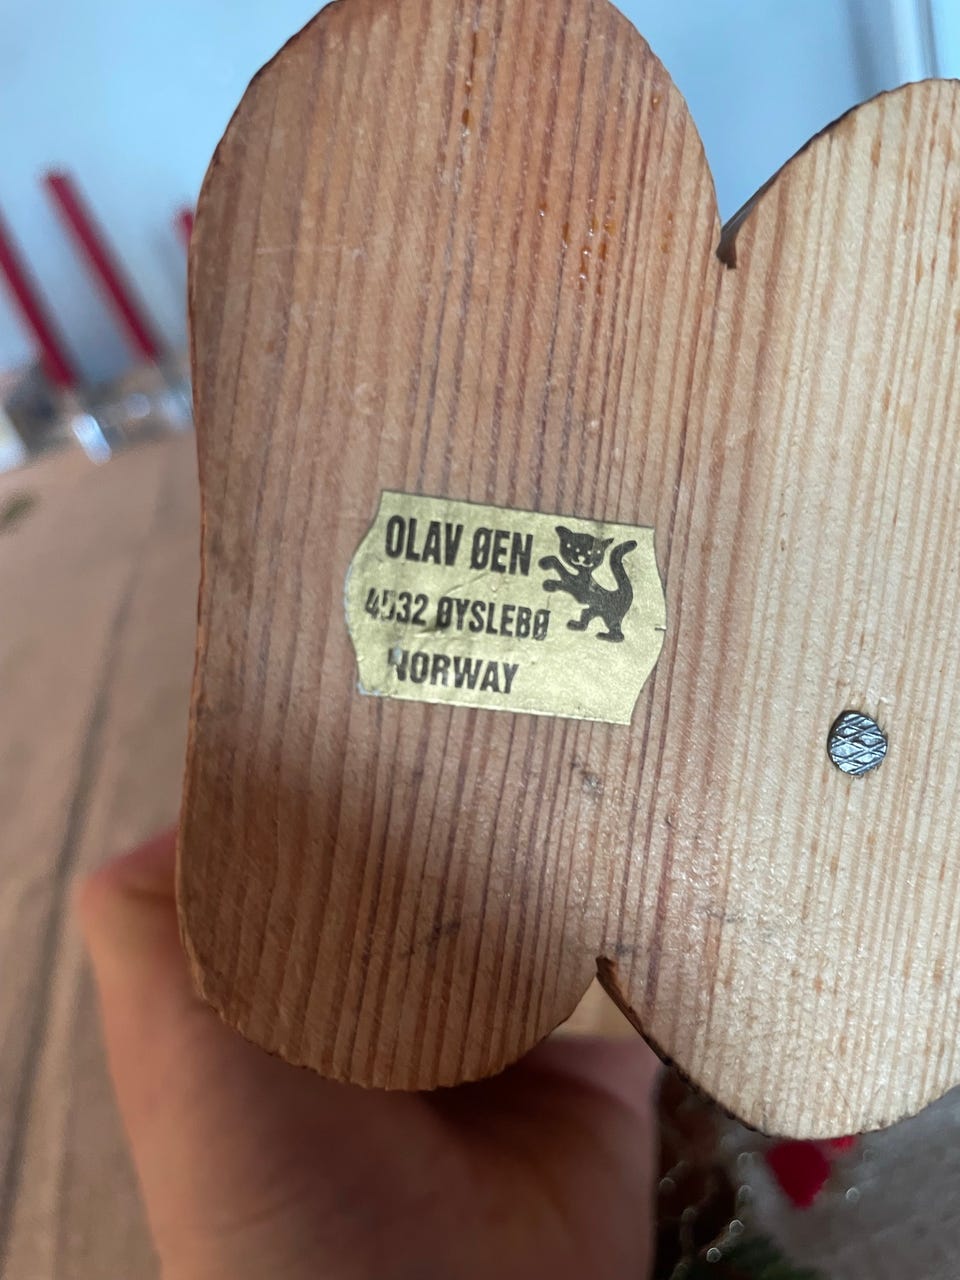 OLAV ØEN
4532 ØYSLEBØ
NORWAY